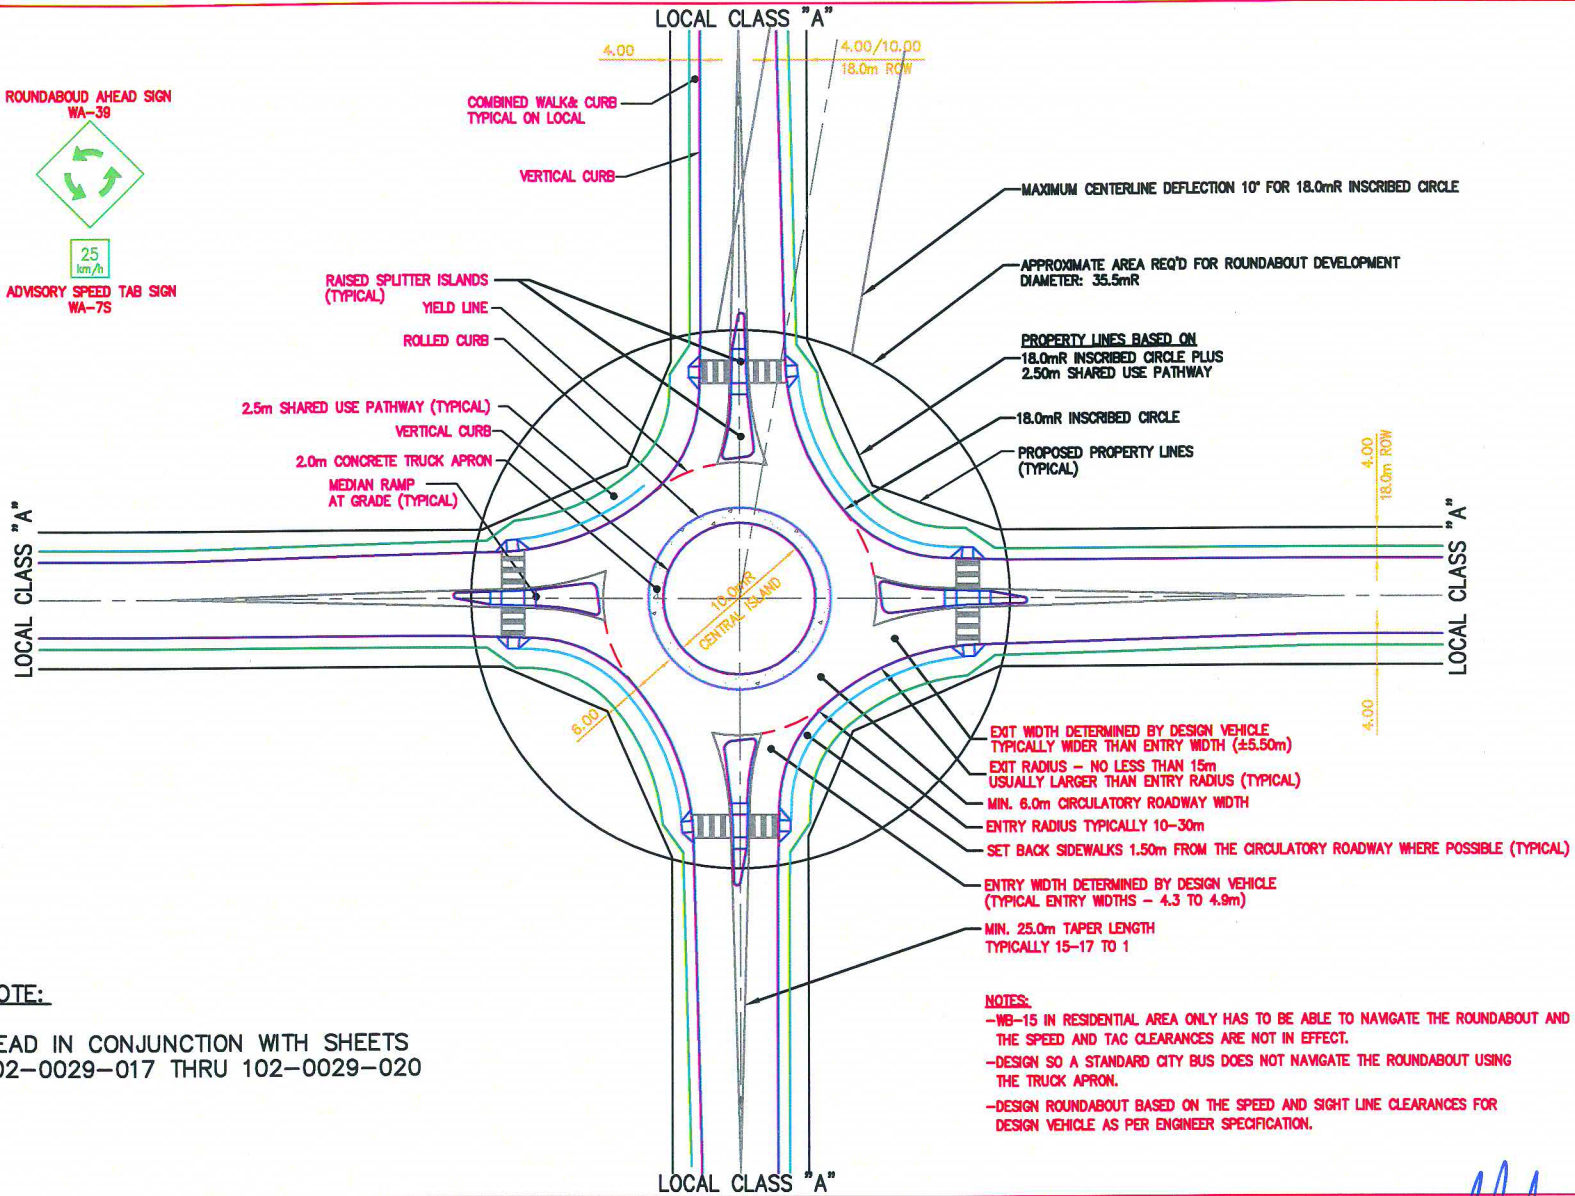 LOCAL CLASS "A"
4.00
4.00/10.00
18.0m ROW
ROUNDABOUD AHEAD SIGN
WA-39
25
km/h
ADVISORY SPEED TAB SIGN
WA-7S
COMBINED WALK& CURB
TYPICAL ON LOCAL
VERTICAL CURB
RAISED SPLITTER ISLANDS
(TYPICAL)
YIELD LINE
ROLLED CURB
2.5m SHARED USE PATHWAY (TYPICAL)
VERTICAL CURB
2.0m CONCRETE TRUCK APRON
MEDIAN RAMP
AT GRADE (TYPICAL)
MAXIMUM CENTERLINE DEFLECTION 10° FOR 18.0mR INSCRIBED CIRCLE
APPROXIMATE AREA REQ'D FOR ROUNDABOUT DEVELOPMENT
DIAMETER: 35.5mR
PROPERTY LINES BASED ON
18.0mR INSCRIBED CIRCLE PLUS
2.50m SHARED USE PATHWAY
18.0mR INSCRIBED CIRCLE
PROPOSED PROPERTY LINES
(TYPICAL)
4.00
18.0m ROW
4.00
LOCAL CLASS "A"
LOCAL CLASS "A"
10.0mR
CENTRAL ISLAND
6.00
EXIT WIDTH DETERMINED BY DESIGN VEHICLE
TYPICALLY WIDER THAN ENTRY WIDTH (±5.50m)
EXIT RADIUS - NO LESS THAN 15m
USUALLY LARGER THAN ENTRY RADIUS (TYPICAL)
MIN. 6.0m CIRCULATORY ROADWAY WIDTH
ENTRY RADIUS TYPICALLY 10-30m
SET BACK SIDEWALKS 1.50m FROM THE CIRCULATORY ROADWAY WHERE POSSIBLE (TYPICAL)
ENTRY WIDTH DETERMINED BY DESIGN VEHICLE
(TYPICAL ENTRY WIDTHS - 4.3 TO 4.9m)
MIN. 25.0m TAPER LENGTH
TYPICALLY 15-17 TO 1
OTE:
EAD IN CONJUNCTION WITH SHEETS
02-0029-017 THRU 102-0029-020
NOTES:
-WB-15 IN RESIDENTIAL AREA ONLY HAS TO BE ABLE TO NAVIGATE THE ROUNDABOUT AND
THE SPEED AND TAC CLEARANCES ARE NOT IN EFFECT.
-DESIGN SO A STANDARD CITY BUS DOES NOT NAVIGATE THE ROUNDABOUT USING
THE TRUCK APRON.
-DESIGN ROUNDABOUT BASED ON THE SPEED AND SIGHT LINE CLEARANCES FOR
DESIGN VEHICLE AS PER ENGINEER SPECIFICATION.
LOCAL CLASS "A"